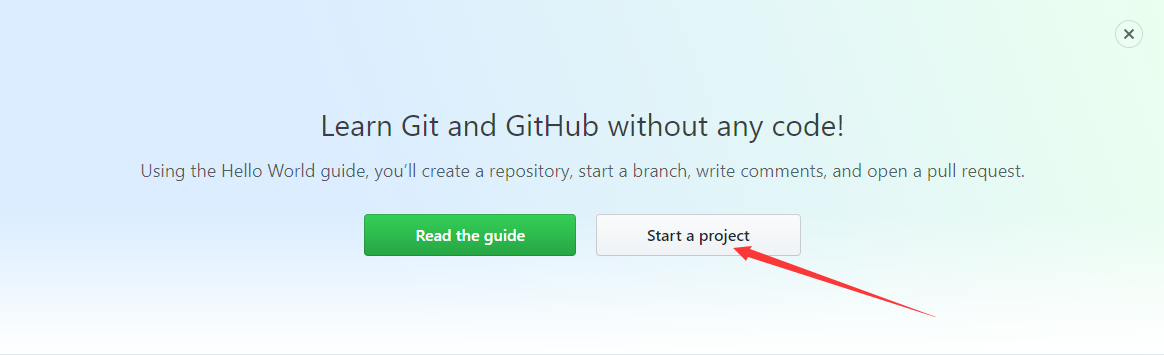 Learn Git and GitHub without any code!
Using the Hello World guide, you’ll create a repository, start a branch, write comments, and open a pull request.
Read the guide
Start a project